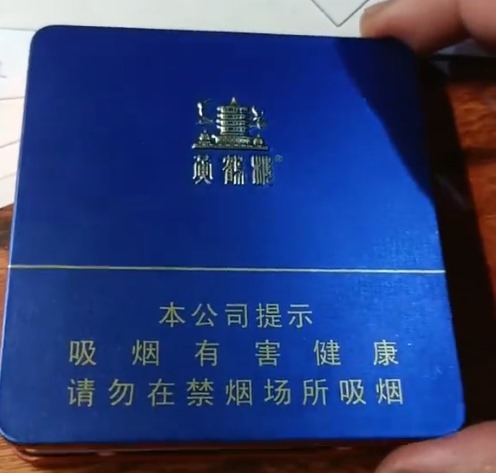 黄鹤楼®
本公司提示
吸烟有害健康
请勿在禁烟场所吸烟